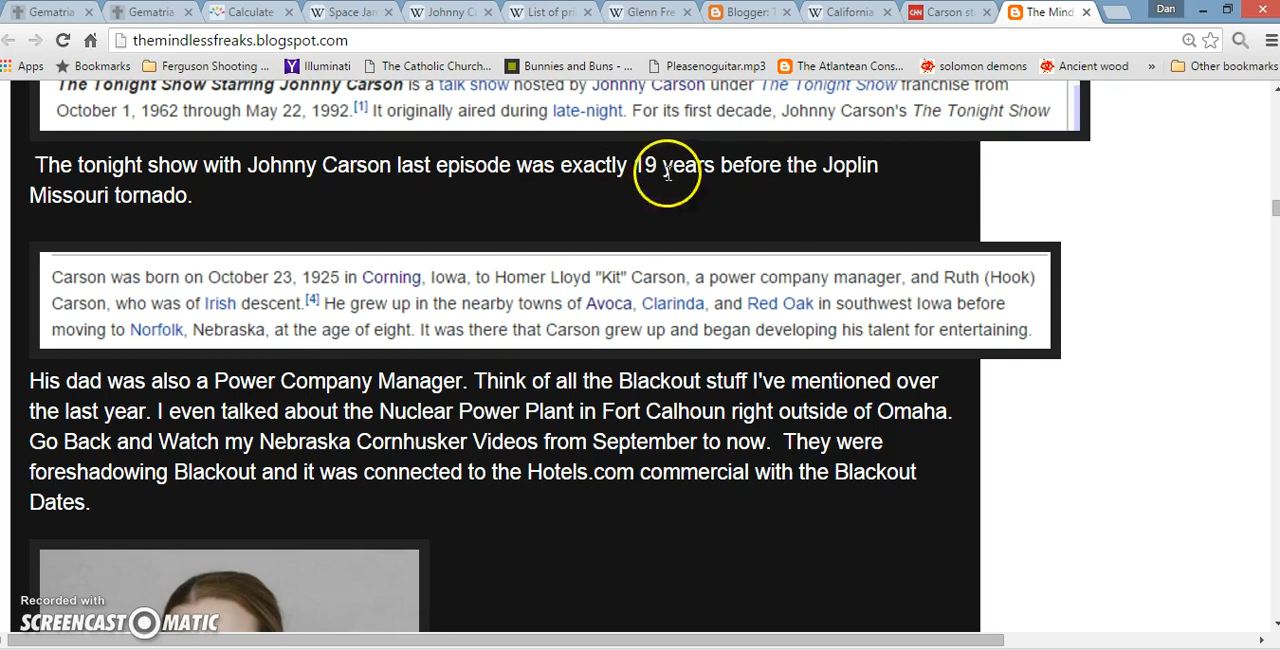 Gematria
Gematria
Calculate
Space Jan
Johnny C
List of pri
Glenn Fre
Blogger: T
California
Carson st
The Mind
Dan
themindlessfreaks.blogspot.com
Apps
Bookmarks
Ferguson Shooting ...
Illuminati
The Catholic Church...
Bunnies and Buns - ...
Pleasenoguitar.mp3
The Atlantean Cons...
solomon demons
Ancient wood
»
Other bookmarks
The Tonight Show Starring Johnny Carson is a talk show hosted by Johnny Carson under The Tonight Show franchise from
October 1, 1962 through May 22, 1992.[1] It originally aired during late-night. For its first decade, Johnny Carson's The Tonight Show
The tonight show with Johnny Carson last episode was exactly 19 years before the Joplin
Missouri tornado.
Carson was born on October 23, 1925 in Corning, Iowa, to Homer Lloyd "Kit" Carson, a power company manager, and Ruth (Hook)
Carson, who was of Irish descent.[4] He grew up in the nearby towns of Avoca, Clarinda, and Red Oak in southwest Iowa before
moving to Norfolk, Nebraska, at the age of eight. It was there that Carson grew up and began developing his talent for entertaining.
His dad was also a Power Company Manager. Think of all the Blackout stuff I've mentioned over
the last year. I even talked about the Nuclear Power Plant in Fort Calhoun right outside of Omaha.
Go Back and Watch my Nebraska Cornhusker Videos from September to now.  They were
foreshadowing Blackout and it was connected to the Hotels.com commercial with the Blackout
Dates.
Recorded with
SCREENCAST MATIC